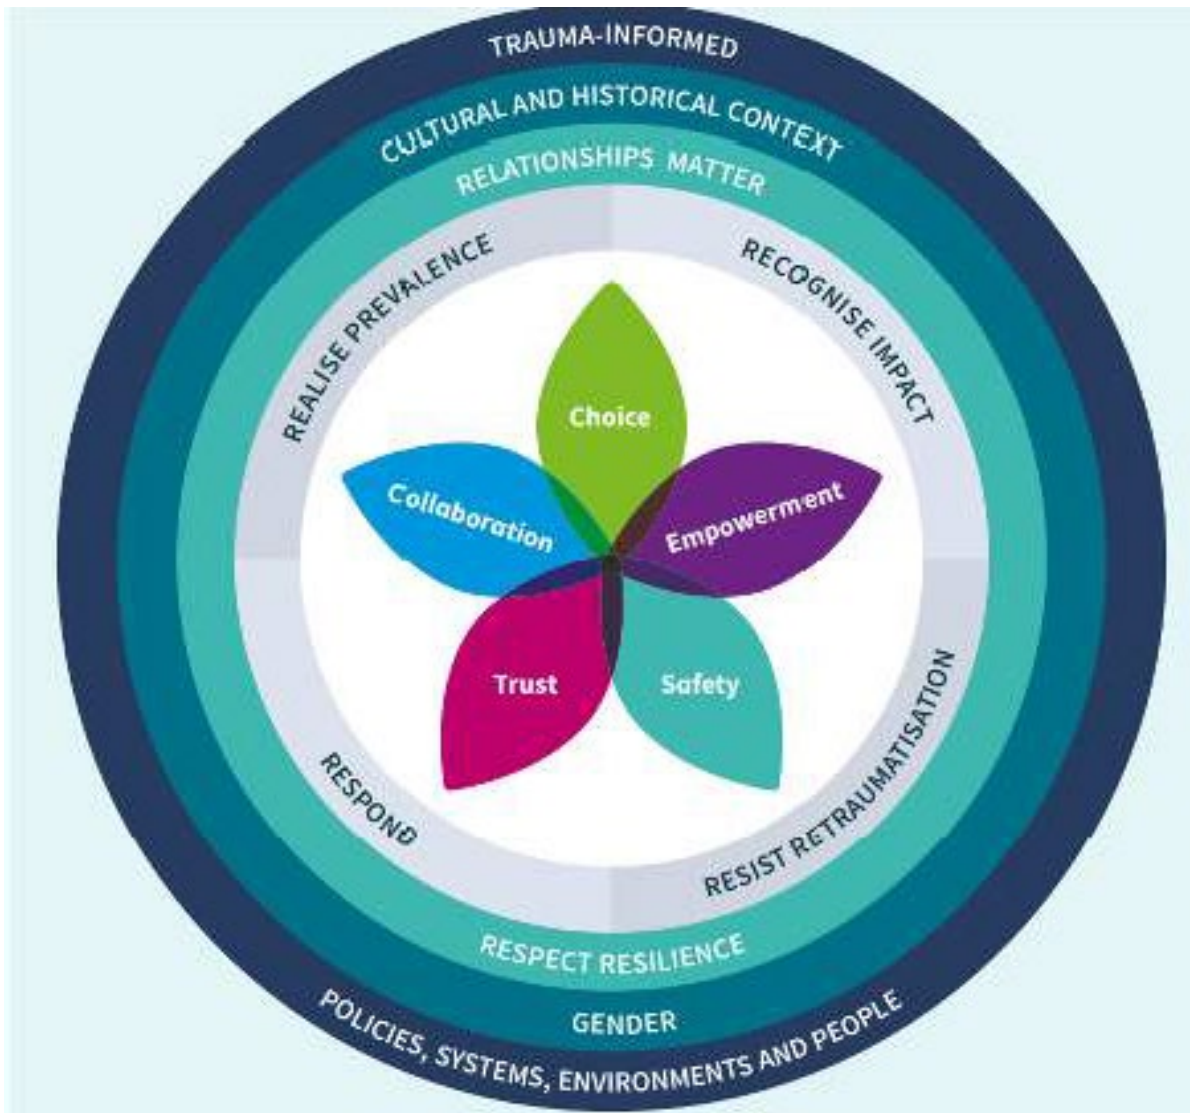 TRAUMA-INFORMED
CULTURAL AND HISTORICAL CONTEXT
RELATIONSHIPS MATTER
REALISE PREVALENCE
RECOGNISE IMPACT
Choice
Collaboration
Empowerment
Trust
Safety
RESPOND
RESIST RETRAUMATISATION
RESPECT RESILIENCE
GENDER
POLICIES, SYSTEMS, ENVIRONMENTS AND PEOPLE